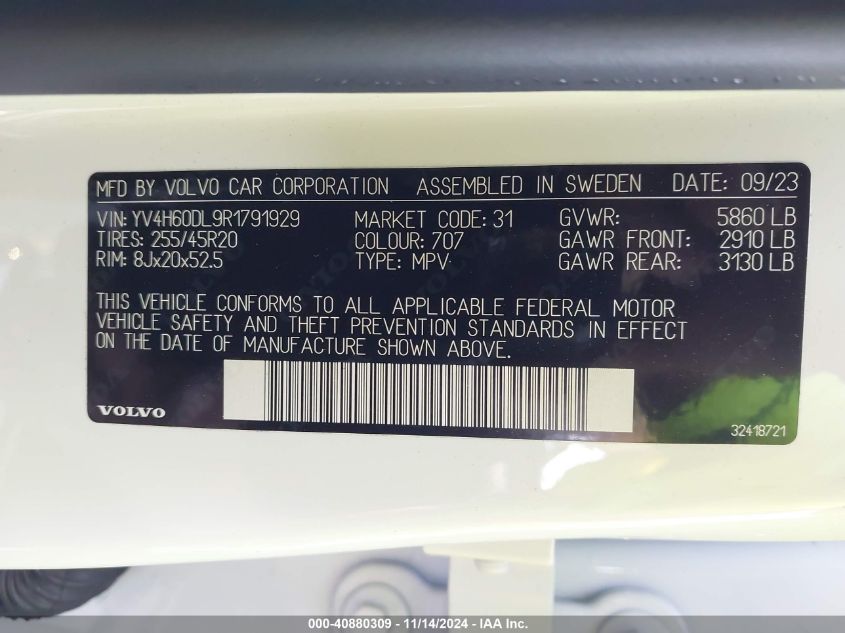 MFD BY VOLVO CAR CORPORATION ASSEMBLED IN SWEDEN DATE: 09/23
VIN: YV4H60DL9R1791929 MARKET CODE: 31 GVWR: 5860 LB
TIRES: 255/45R20 COLOUR: 707 GAWR FRONT: 2910 LB
RIM: 8Jx20x52.5 TYPE: MPV GAWR REAR: 3130 LB
THIS VEHICLE CONFORMS TO ALL APPLICABLE FEDERAL MOTOR
VEHICLE SAFETY AND THEFT PREVENTION STANDARDS IN EFFECT
ON THE DATE OF MANUFACTURE SHOWN ABOVE.
VOLVO
32418721
000-40880309 - 11/14/2024 - IAA Inc.